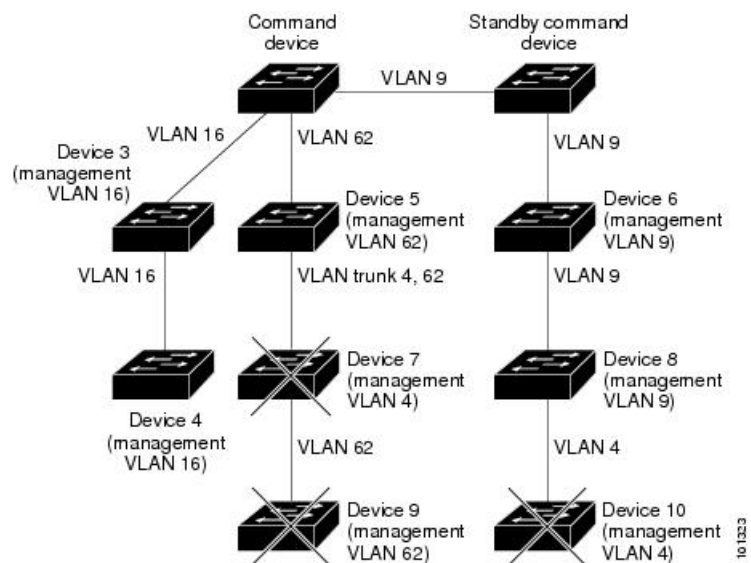 Command
device
Standby command
device
VLAN 9
VLAN 16
VLAN 62
VLAN 9
Device 3
(management
VLAN 16)
Device 5
(management
VLAN 62)
Device 6
(management
VLAN 9)
VLAN 16
VLAN trunk 4, 62
VLAN 9
Device 4
(management
VLAN 16)
Device 7
(management
VLAN 4)
Device 8
(management
VLAN 9)
VLAN 62
VLAN 4
Device 9
(management
VLAN 62)
Device 10
(management
VLAN 4)
101323